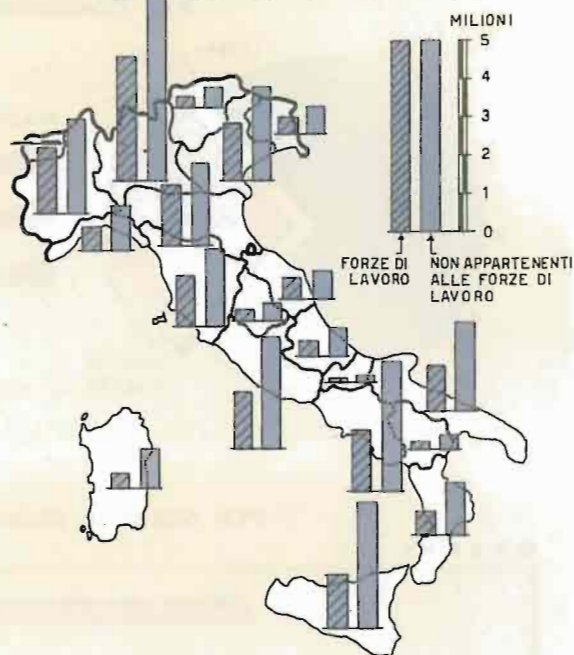 MILIONI
5
4
3
2
1
0
FORZE DI
LAVORO
NON APPARTENENTI
ALLE FORZE DI
LAVORO